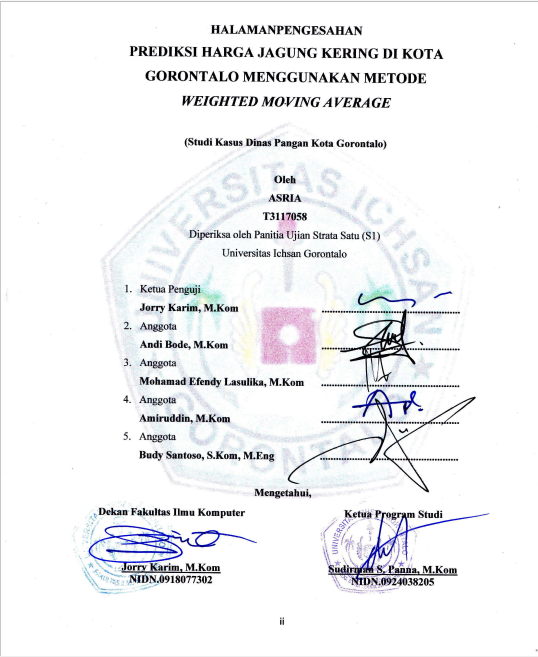 HALAMANPENGESAHAN
PREDIKSI HARGA JAGUNG KERING DI KOTA
GORONTALO MENGGUNAKAN METODE
WEIGHTED MOVING AVERAGE
(Studi Kasus Dinas Pangan Kota Gorontalo)
Oleh
ASRIA
T3117058
Diperiksa oleh Panitia Ujian Strata Satu (S1)
Universitas Ichsan Gorontalo
UNIVERSITAS ICHSAN
GORONTALO
1. Ketua Penguji
Jorry Karim, M.Kom
2. Anggota
Andi Bode, M.Kom
3. Anggota
Mohamad Efendy Lasulika, M.Kom
4. Anggota
Amiruddin, M.Kom
5. Anggota
Budy Santoso, S.Kom, M.Eng
Mengetahui,
Dekan Fakultas Ilmu Komputer Ketua Program Studi
Jorry Karim, M.Kom Sudirman S. Panna, M.Kom
NIDN.0918077302 NIDN.0924038205
ii